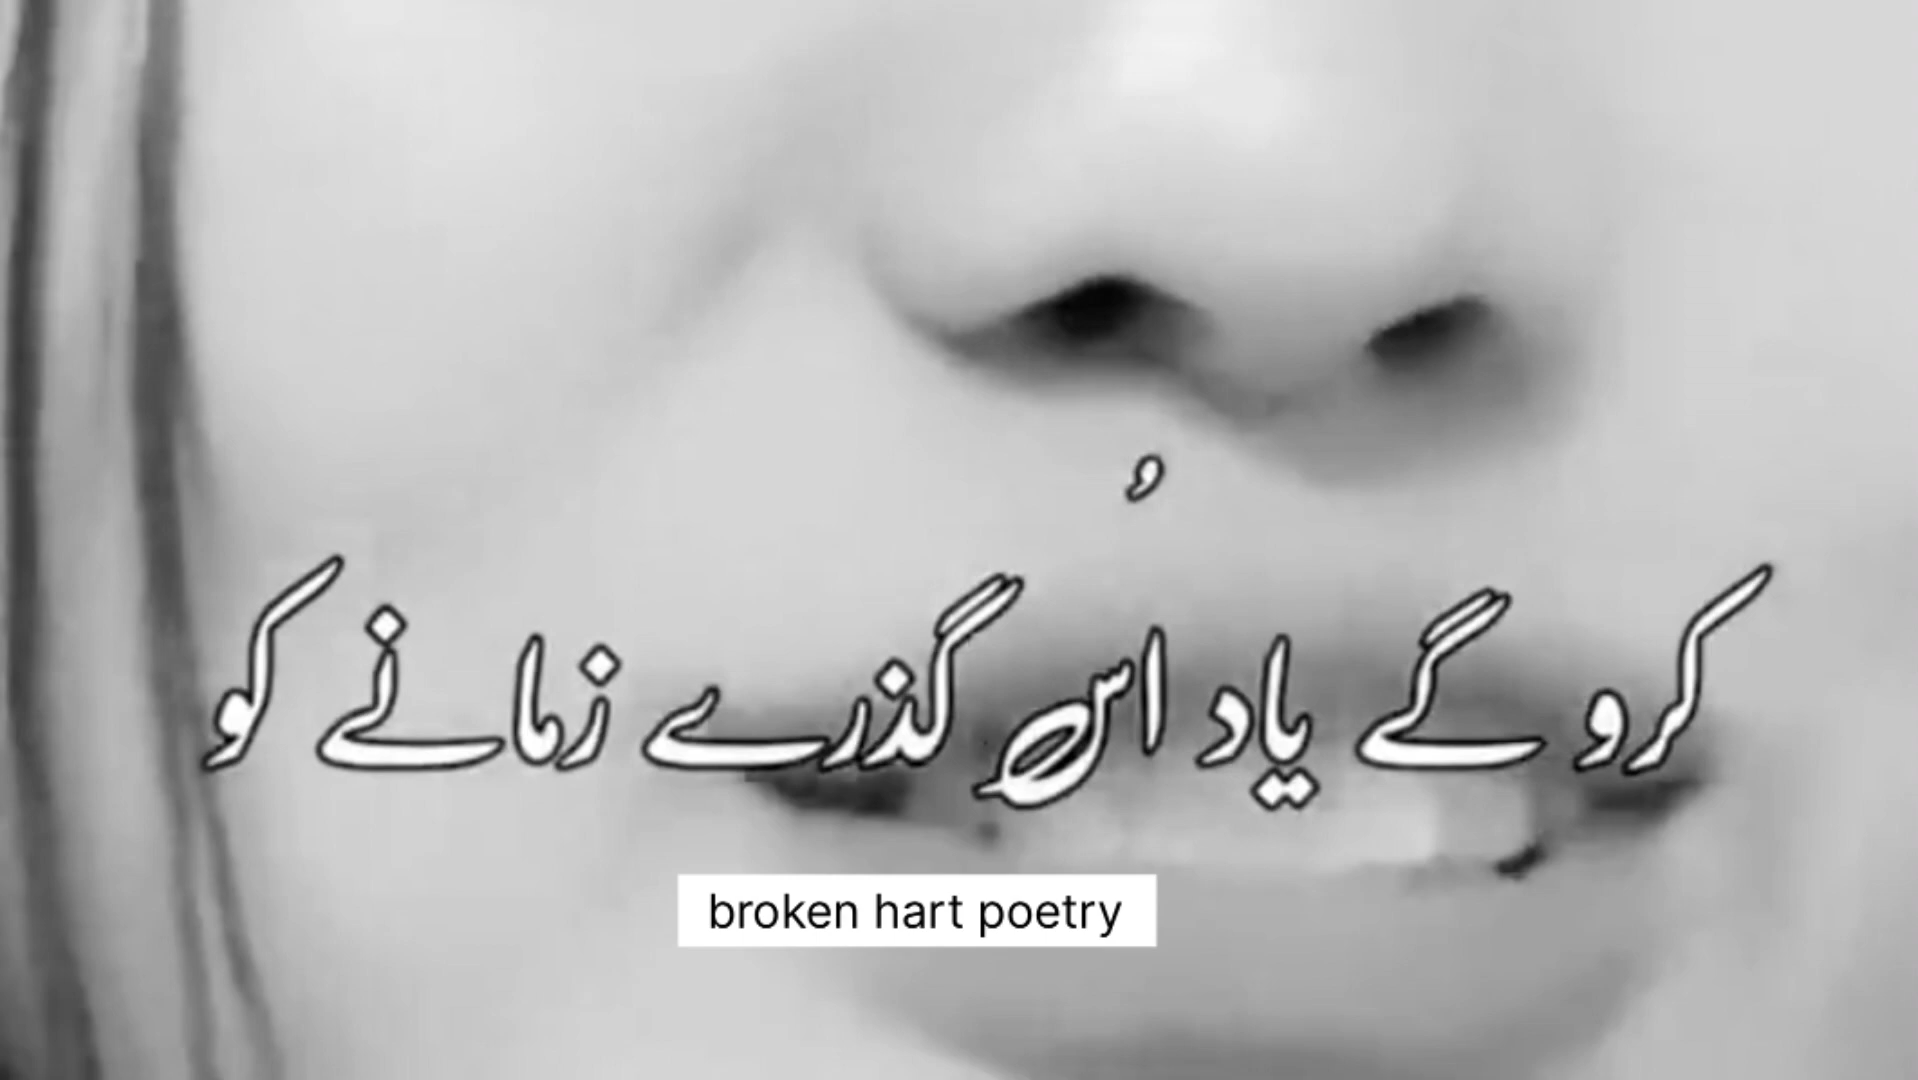 کرو گے یاد اُس گذرے زمانے کو
broken hart poetry